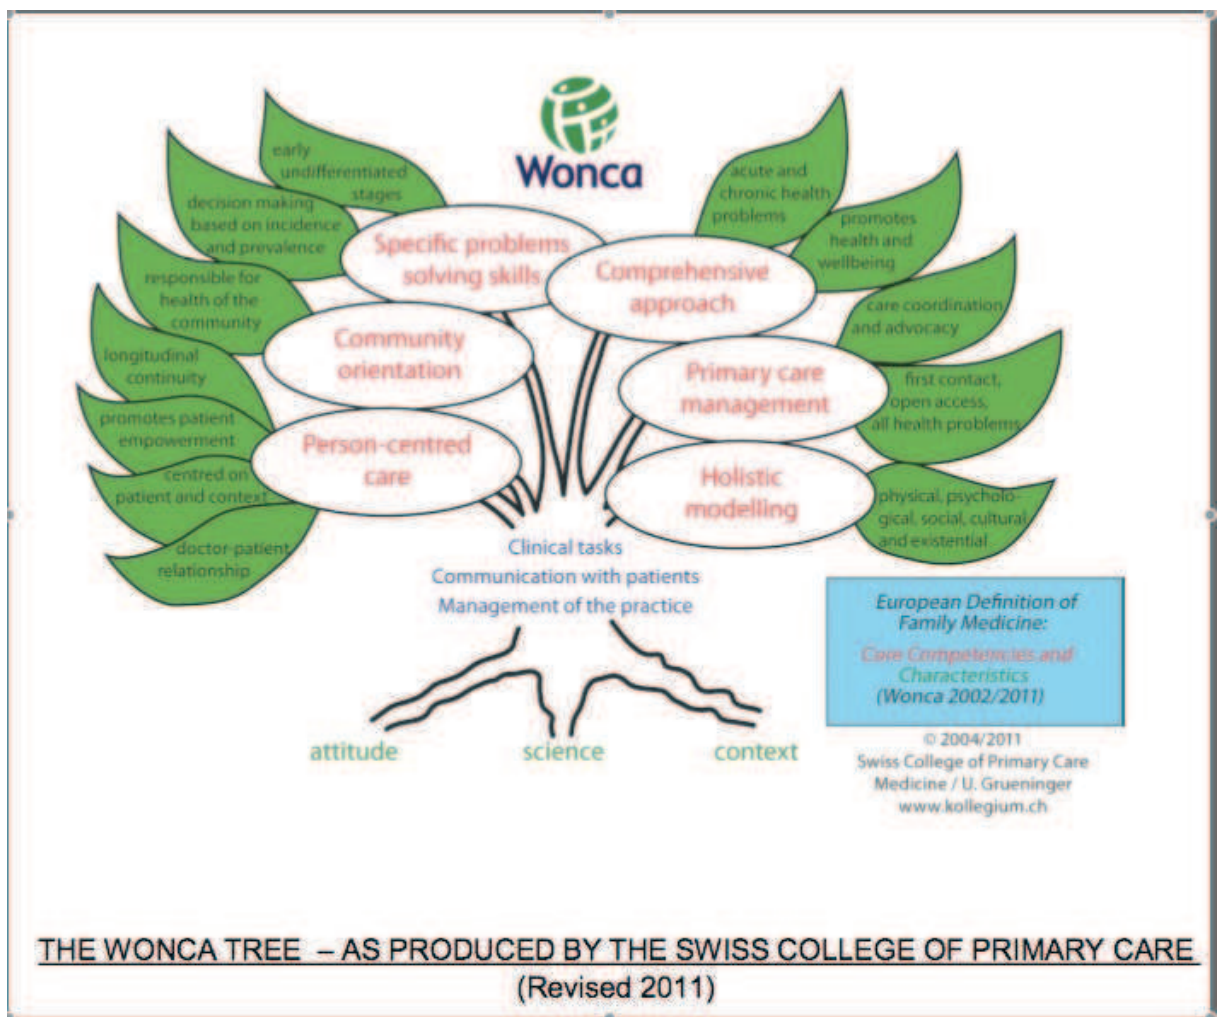 Wonca
early
undifferentiated
stages
decision making
based on incidence
and prevalence
responsible for
health of the
community
longitudinal
continuity
promotes patient
empowerment
centred on
patient and context
doctor-patient
relationship
Specific problems
solving skills
Community
orientation
Person-centred
care
acute and
chronic health
problems
promotes
health and
wellbeing
care coordination
and advocacy
first contact,
open access,
all health problems
physical, psycholo-
gical, social, cultural
and existential
Comprehensive
approach
Primary care
management
Holistic
modelling
Clinical tasks
Communication with patients
Management of the practice
attitude
science
context
European Definition of
Family Medicine:
Core Competencies and
Characteristics
(Wonca 2002/2011)
© 2004/2011
Swiss College of Primary Care
Medicine / U. Grueninger
www.kollegium.ch
THE WONCA TREE – AS PRODUCED BY THE SWISS COLLEGE OF PRIMARY CARE
(Revised 2011)